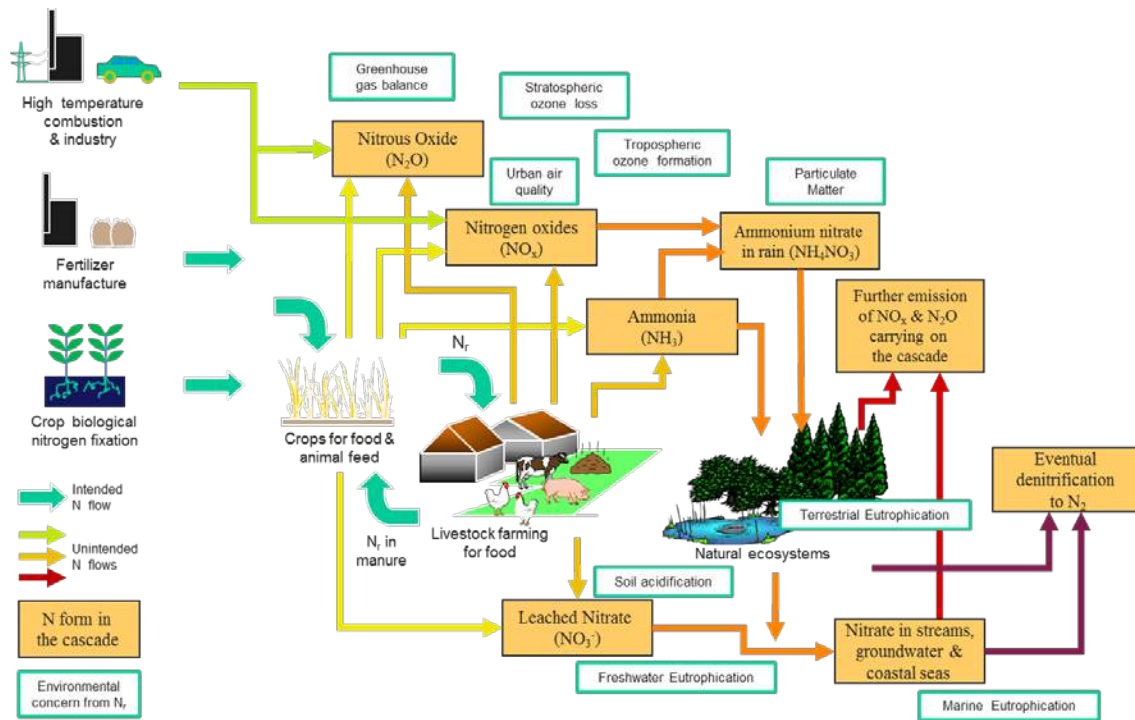 High temperature
combustion
& industry
Greenhouse
gas balance
Stratospheric
ozone loss
Nitrous Oxide
(N₂O)
Tropospheric
ozone formation
Urban air
quality
Particulate
Matter
Fertilizer
manufacture
Nitrogen oxides
(NOₓ)
Ammonium nitrate
in rain (NH₄NO₃)
Ammonia
(NH₃)
Further emission
of NOₓ & N₂O
carrying on
the cascade
Nᵣ
Crop biological
nitrogen fixation
Crops for food &
animal feed
Eventual
denitrification
to N₂
Intended
N flow
Unintended
N flows
Nᵣ in
manure
Livestock farming
for food
Terrestrial Eutrophication
Natural ecosystems
Soil acidification
N form in
the cascade
Leached Nitrate
(NO₃⁻)
Nitrate in streams,
groundwater &
coastal seas
Environmental
concern from Nᵣ
Freshwater Eutrophication
Marine Eutrophication